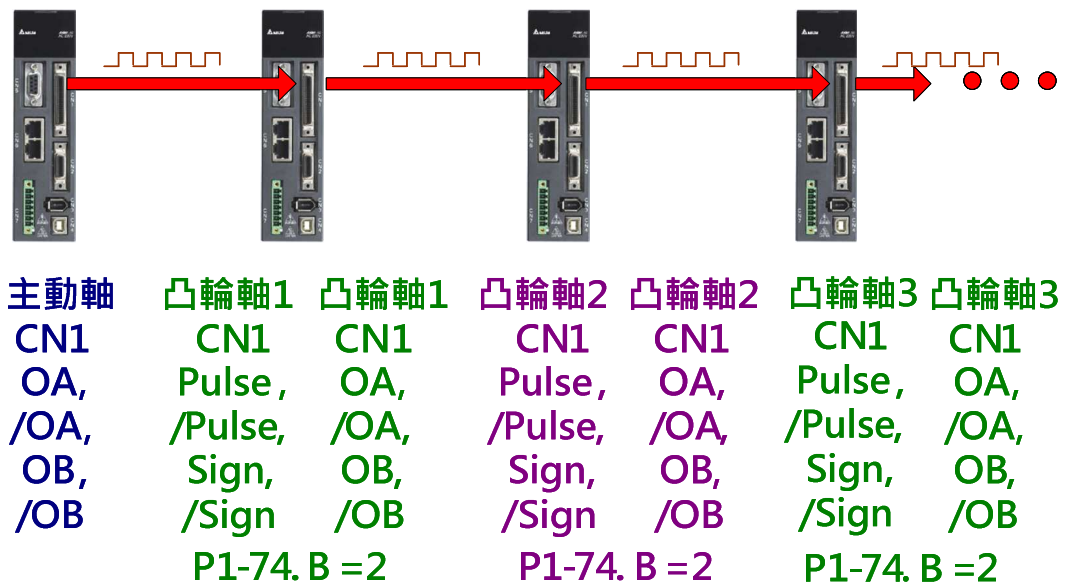 主動軸
CN1
OA,
/OA,
OB,
/OB
凸輪軸1
CN1
Pulse,
/Pulse,
Sign,
/Sign
凸輪軸1
CN1
OA,
/OA,
OB,
/OB
P1-74. B =2
凸輪軸2
CN1
Pulse,
/Pulse,
Sign,
/Sign
凸輪軸2
CN1
OA,
/OA,
OB,
/OB
P1-74. B =2
凸輪軸3
CN1
Pulse,
/Pulse,
Sign,
/Sign
凸輪軸3
CN1
OA,
/OA,
OB,
/OB
P1-74. B =2